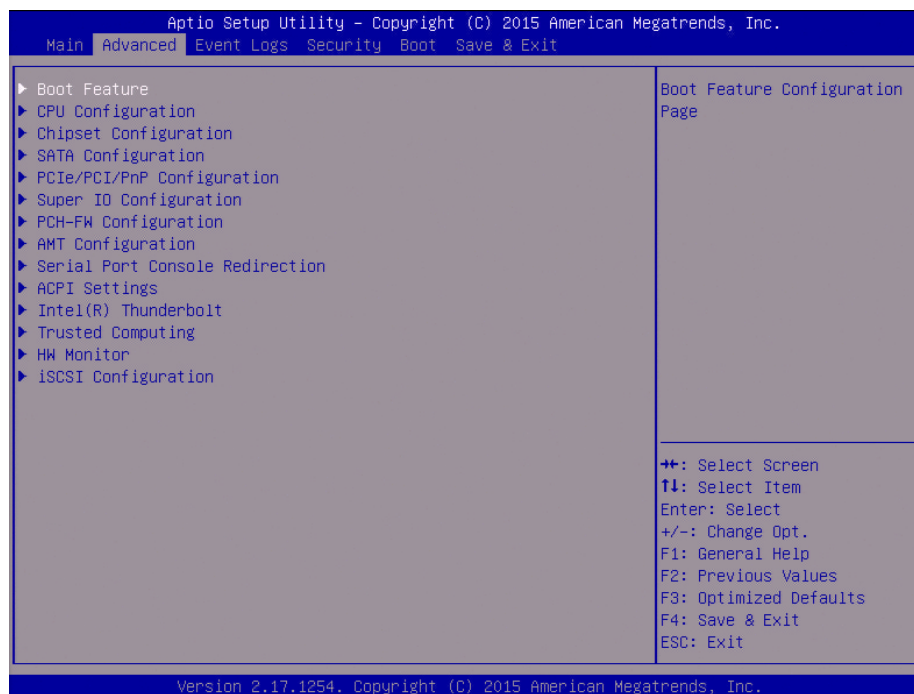 Aptio Setup Utility – Copyright (C) 2015 American Megatrends, Inc.
Main Advanced Event Logs Security Boot Save & Exit
▶ Boot Feature
▶ CPU Configuration
▶ Chipset Configuration
▶ SATA Configuration
▶ PCIe/PCI/PnP Configuration
▶ Super IO Configuration
▶ PCH-FW Configuration
▶ AMT Configuration
▶ Serial Port Console Redirection
▶ ACPI Settings
▶ Intel(R) Thunderbolt
▶ Trusted Computing
▶ HW Monitor
▶ iSCSI Configuration
Boot Feature Configuration
Page
→←: Select Screen
↑↓: Select Item
Enter: Select
+/-: Change Opt.
F1: General Help
F2: Previous Values
F3: Optimized Defaults
F4: Save & Exit
ESC: Exit
Version 2.17.1254. Copyright (C) 2015 American Megatrends, Inc.